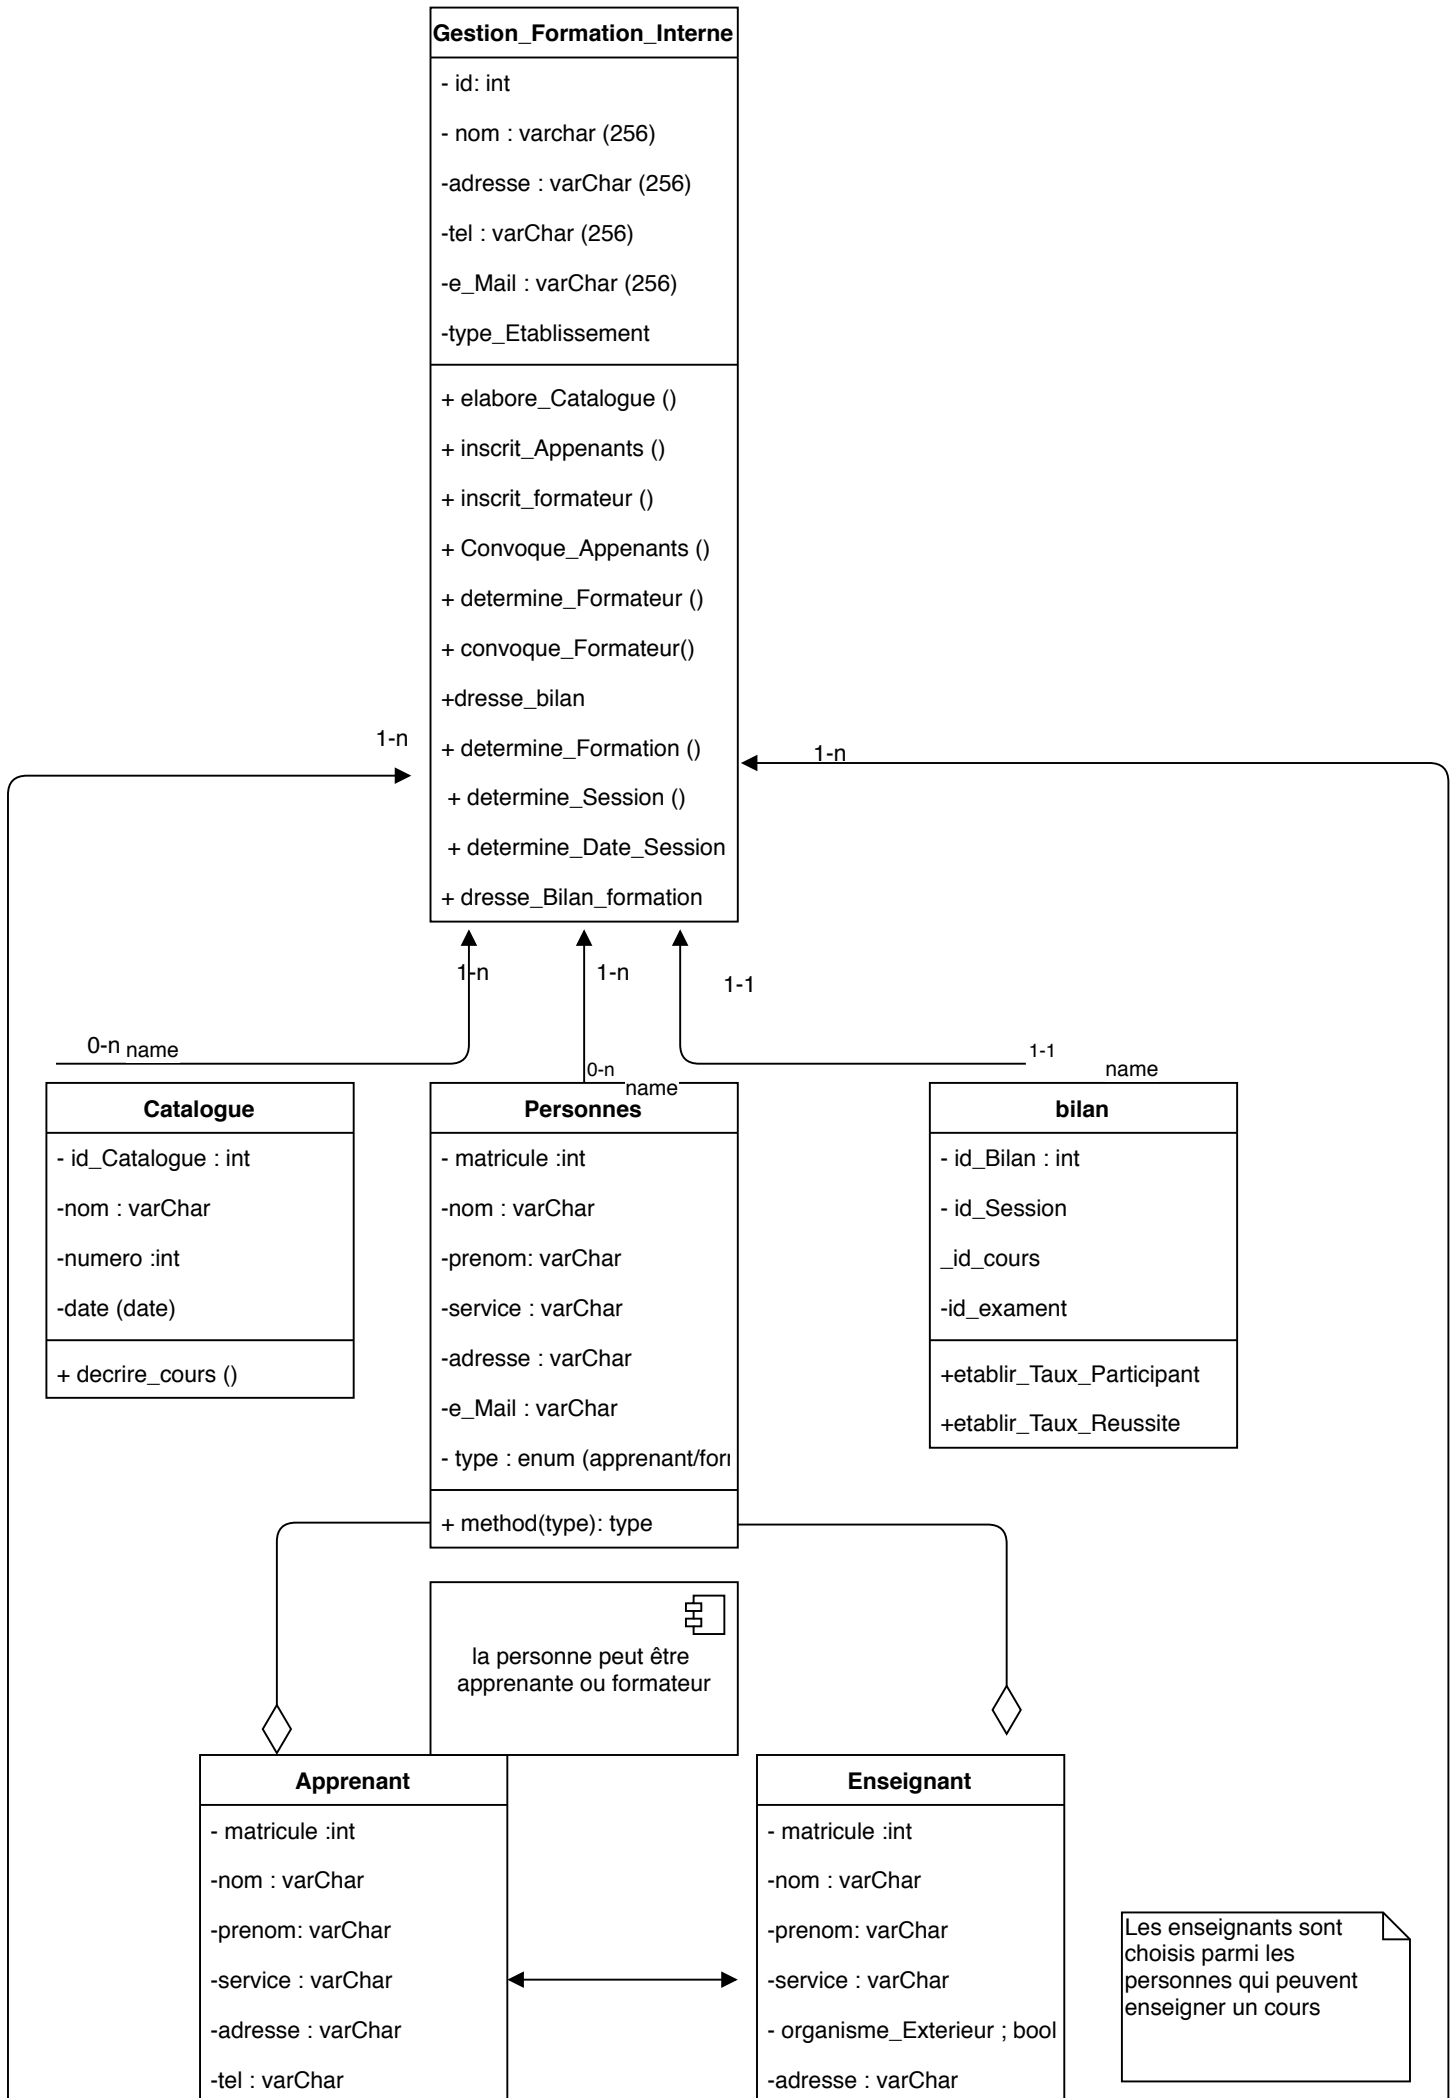 Gestion_Formation_Interne
- id: int
- nom : varchar (256)
-adresse : varChar (256)
-tel : varChar (256)
-e_Mail : varChar (256)
-type_Etablissement
+ elabore_Catalogue ()
+ inscrit_Appenants ()
+ inscrit_formateur ()
+ Convoque_Appenants ()
+ determine_Formateur ()
+ convoque_Formateur()
+dresse_bilan
+ determine_Formation ()
+ determine_Session ()
+ determine_Date_Session
+ dresse_Bilan_formation
1-n
1-n
1-n
1-n
1-1
0-n name
0-n
name
1-1
name
Catalogue
- id_Catalogue : int
-nom : varChar
-numero :int
-date (date)
+ decrire_cours ()
Personnes
- matricule :int
-nom : varChar
-prenom: varChar
-service : varChar
-adresse : varChar
-e_Mail : varChar
- type : enum (apprenant/for
+ method(type): type
bilan
- id_Bilan : int
- id_Session
_id_cours
-id_exament
+etablir_Taux_Participant
+etablir_Taux_Reussite
la personne peut être
apprenante ou formateur
Apprenant
- matricule :int
-nom : varChar
-prenom: varChar
-service : varChar
-adresse : varChar
-tel : varChar
Enseignant
- matricule :int
-nom : varChar
-prenom: varChar
-service : varChar
- organisme_Exterieur ; bool
-adresse : varChar
Les enseignants sont
choisis parmi les
personnes qui peuvent
enseigner un cours